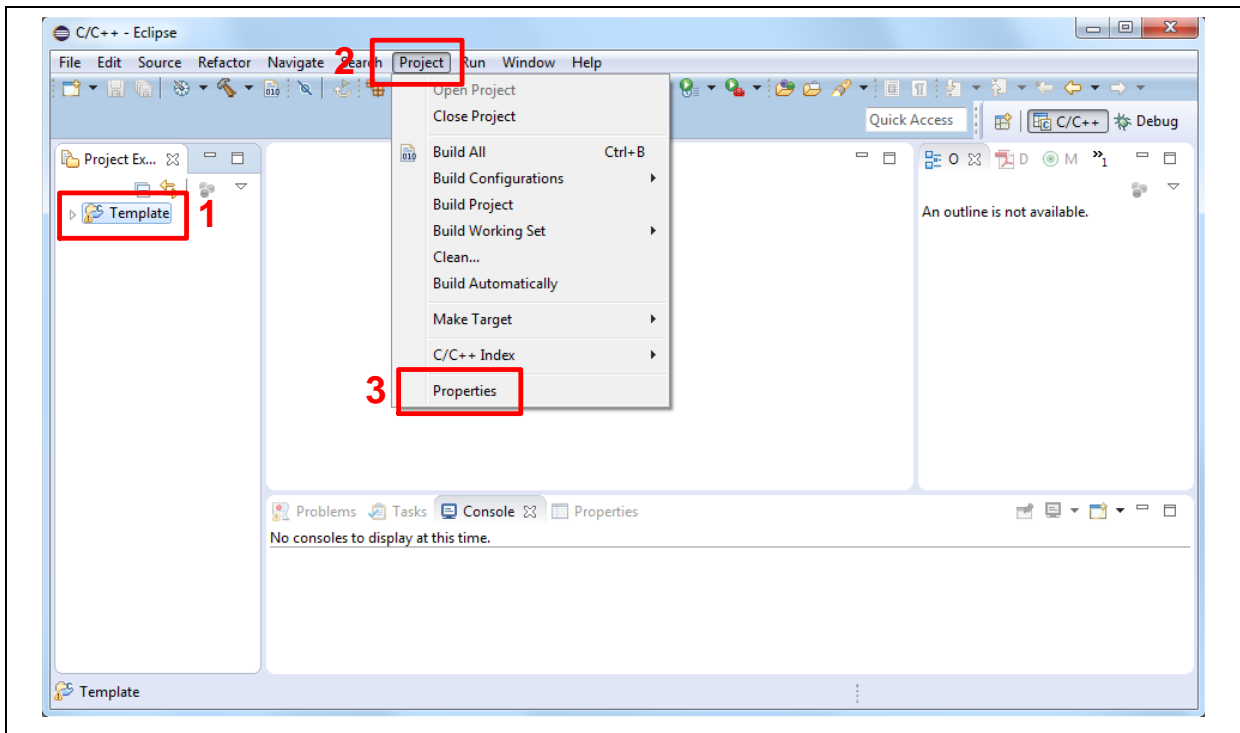 C/C++ - Eclipse
File Edit Source Refactor Navigate Search Project Run Window Help
2
Quick Access C/C++ Debug
Open Project
Close Project
Build All Ctrl+B
Build Configurations
Build Project
Build Working Set
Clean...
Build Automatically
Make Target
C/C++ Index
Properties
3
Project Ex...
Template
1
O D M »1
An outline is not available.
Problems Tasks Console Properties
No consoles to display at this time.
Template